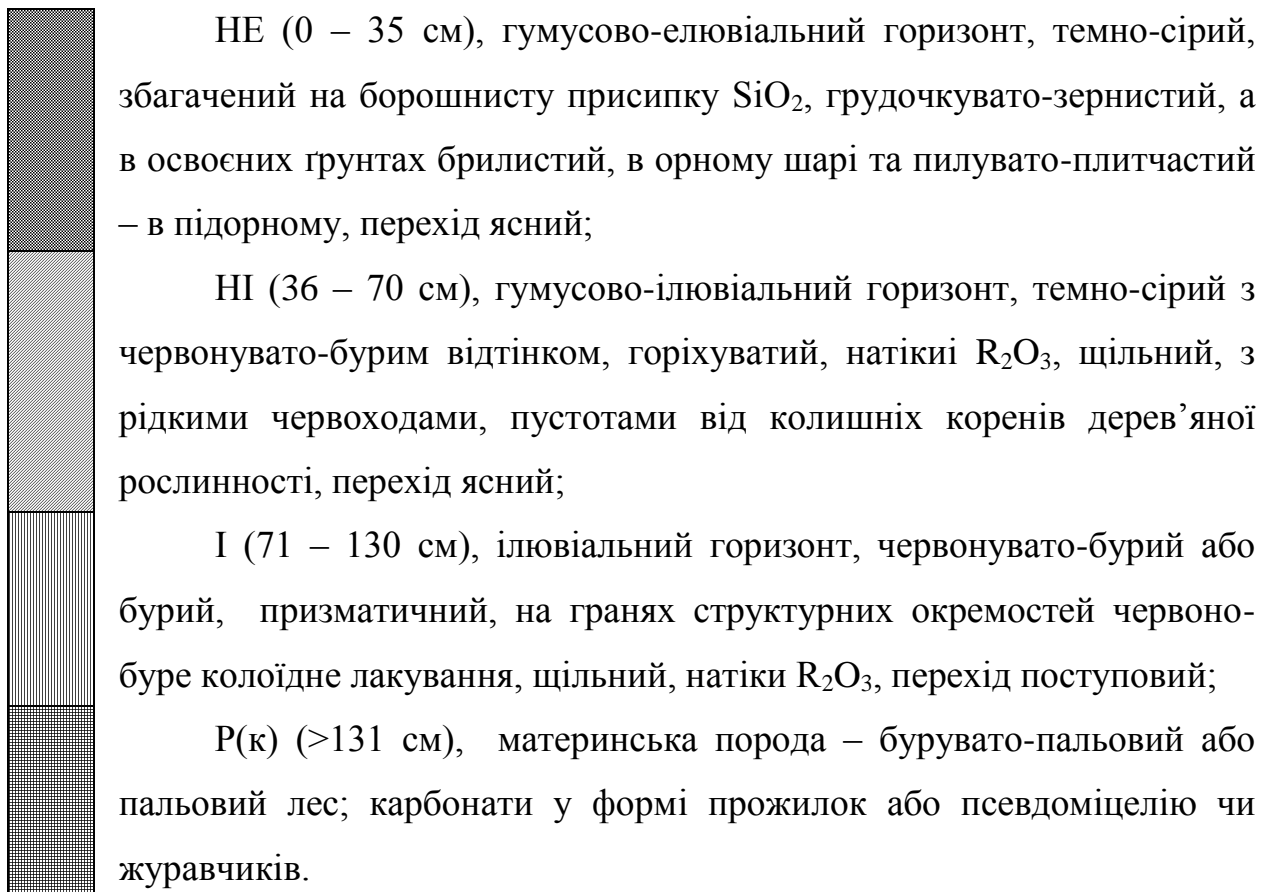 НЕ (0 – 35 см), гумусово-елювіальний горизонт, темно-сірий,
збагачений на борошнисту присипку SiO₂, грудочкувато-зернистий, а
в освоєних ґрунтах брилистий, в орному шарі та пилувато-плитчастий
– в підорному, перехід ясний;
НІ (36 – 70 см), гумусово-ілювіальний горизонт, темно-сірий з
червонувато-бурим відтінком, горіхуватий, натікиі R₂O₃, щільний, з
рідкими червоходами, пустотами від колишніх коренів дерев’яної
рослинності, перехід ясний;
І (71 – 130 см), ілювіальний горизонт, червонувато-бурий або
бурий, призматичний, на гранях структурних окремостей червоно-
буре колоїдне лакування, щільний, натіки R₂O₃, перехід поступовий;
Р(к) (>131 см), материнська порода – бурувато-пальовий або
пальовий лес; карбонати у формі прожилок або псевдоміцелію чи
журавчиків.